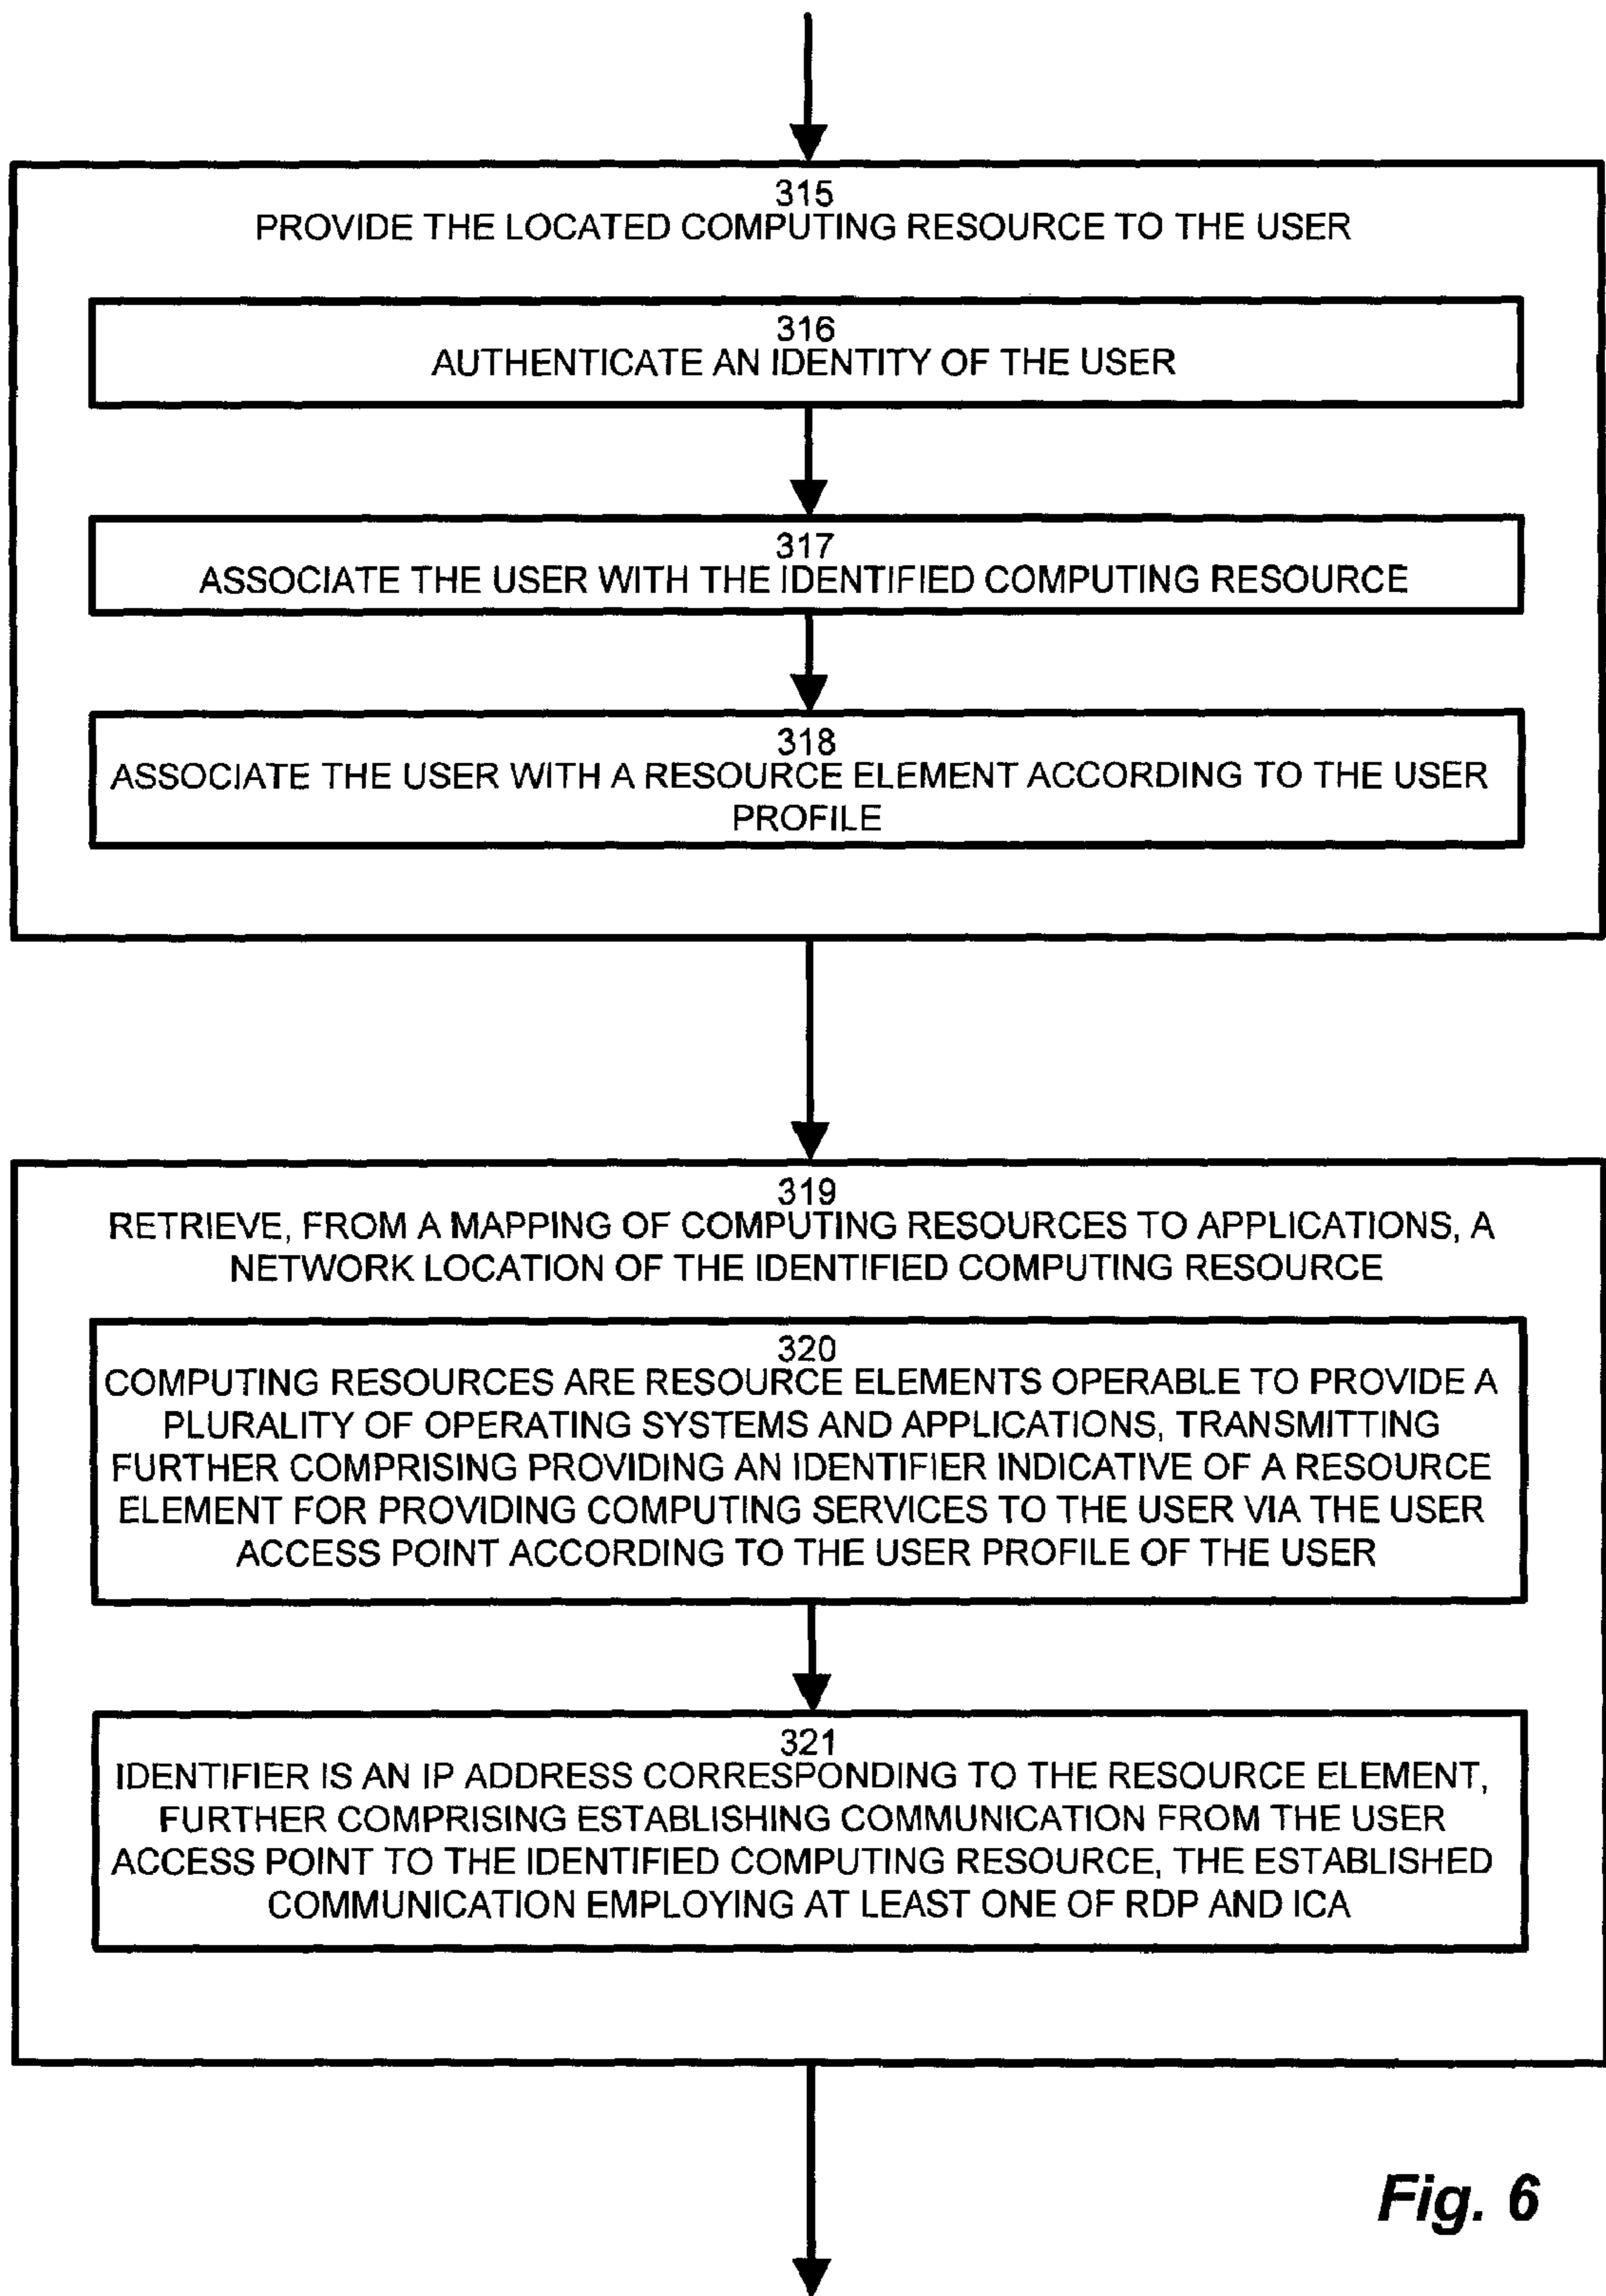 315
PROVIDE THE LOCATED COMPUTING RESOURCE TO THE USER
316
AUTHENTICATE AN IDENTITY OF THE USER
317
ASSOCIATE THE USER WITH THE IDENTIFIED COMPUTING RESOURCE
318
ASSOCIATE THE USER WITH A RESOURCE ELEMENT ACCORDING TO THE USER
PROFILE
319
RETRIEVE, FROM A MAPPING OF COMPUTING RESOURCES TO APPLICATIONS, A
NETWORK LOCATION OF THE IDENTIFIED COMPUTING RESOURCE
320
COMPUTING RESOURCES ARE RESOURCE ELEMENTS OPERABLE TO PROVIDE A
PLURALITY OF OPERATING SYSTEMS AND APPLICATIONS, TRANSMITTING
FURTHER COMPRISING PROVIDING AN IDENTIFIER INDICATIVE OF A RESOURCE
ELEMENT FOR PROVIDING COMPUTING SERVICES TO THE USER VIA THE USER
ACCESS POINT ACCORDING TO THE USER PROFILE OF THE USER
321
IDENTIFIER IS AN IP ADDRESS CORRESPONDING TO THE RESOURCE ELEMENT,
FURTHER COMPRISING ESTABLISHING COMMUNICATION FROM THE USER
ACCESS POINT TO THE IDENTIFIED COMPUTING RESOURCE, THE ESTABLISHED
COMMUNICATION EMPLOYING AT LEAST ONE OF RDP AND ICA
Fig. 6